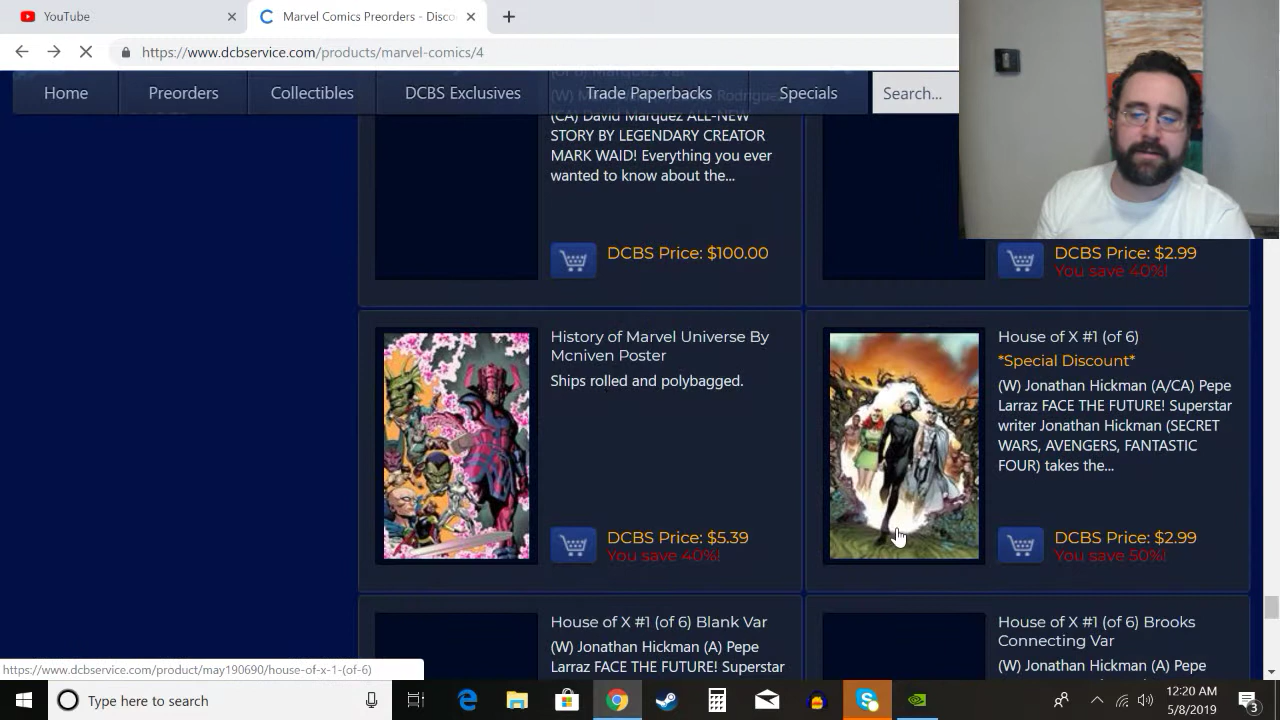 YouTube
Marvel Comics Preorders - Disco
https://www.dcbservice.com/products/marvel-comics/4
Home
Preorders
Collectibles
DCBS Exclusives
Trade Paperbacks
Specials
Search...
(CA) David Marquez ALL-NEW
STORY BY LEGENDARY CREATOR
MARK WAID! Everything you ever
wanted to know about the...
DCBS Price: $100.00
DCBS Price: $2.99
You save 40%!
History of Marvel Universe By
Mcniven Poster
Ships rolled and polybagged.
DCBS Price: $5.39
You save 40%!
House of X #1 (of 6)
*Special Discount*
(W) Jonathan Hickman (A/CA) Pepe
Larraz FACE THE FUTURE! Superstar
writer Jonathan Hickman (SECRET
WARS, AVENGERS, FANTASTIC
FOUR) takes the...
DCBS Price: $2.99
You save 50%!
House of X #1 (of 6) Blank Var
(W) Jonathan Hickman (A) Pepe
Larraz FACE THE FUTURE! Superstar
House of X #1 (of 6) Brooks
Connecting Var
(W) Jonathan Hickman (A) Pepe
https://www.dcbservice.com/product/may190690/house-of-x-1-(of-6)
Type here to search
12:20 AM
5/8/2019
3